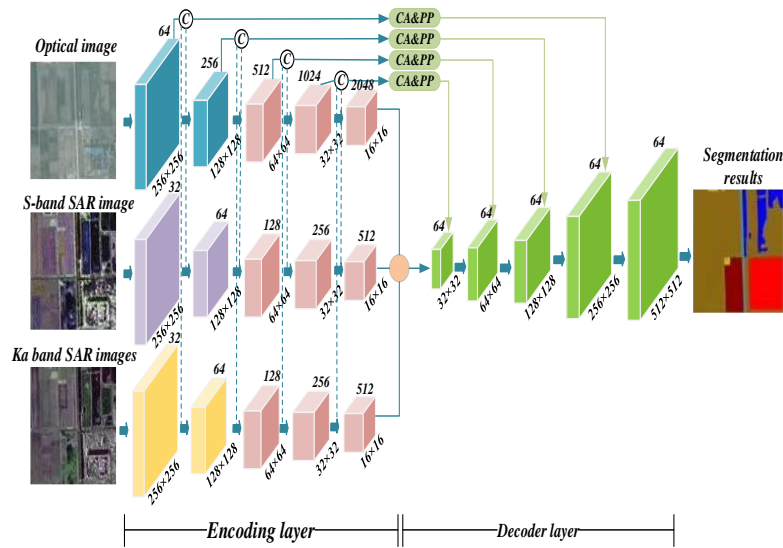 C
CA&PP
64
C
CA&PP
Optical image
256
C
CA&PP
512
1024
C
CA&PP
2048
256×256
128×128
64×64
32×32
16×16
64
64
64
64
64
Segmentation
results
S-band SAR image
32
64
128
256
512
256×256
128×128
64×64
32×32
16×16
32×32
64×64
128×128
256×256
512×512
Ka band SAR images
32
64
128
256
512
256×256
128×128
64×64
32×32
16×16
Encoding layer
Decoder layer